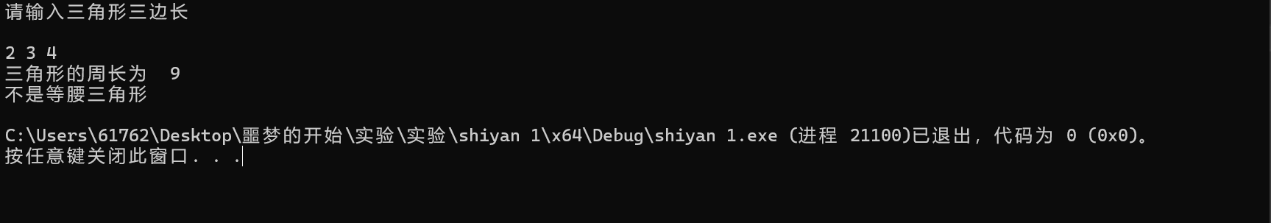 请输入三角形三边长
2 3 4
三角形的周长为  9
不是等腰三角形
C:\Users\61762\Desktop\噩梦的开始\实验\实验\shiyan 1\x64\Debug\shiyan 1.exe (进程 21100)已退出，代码为 0 (0x0)。
按任意键关闭此窗口. . .